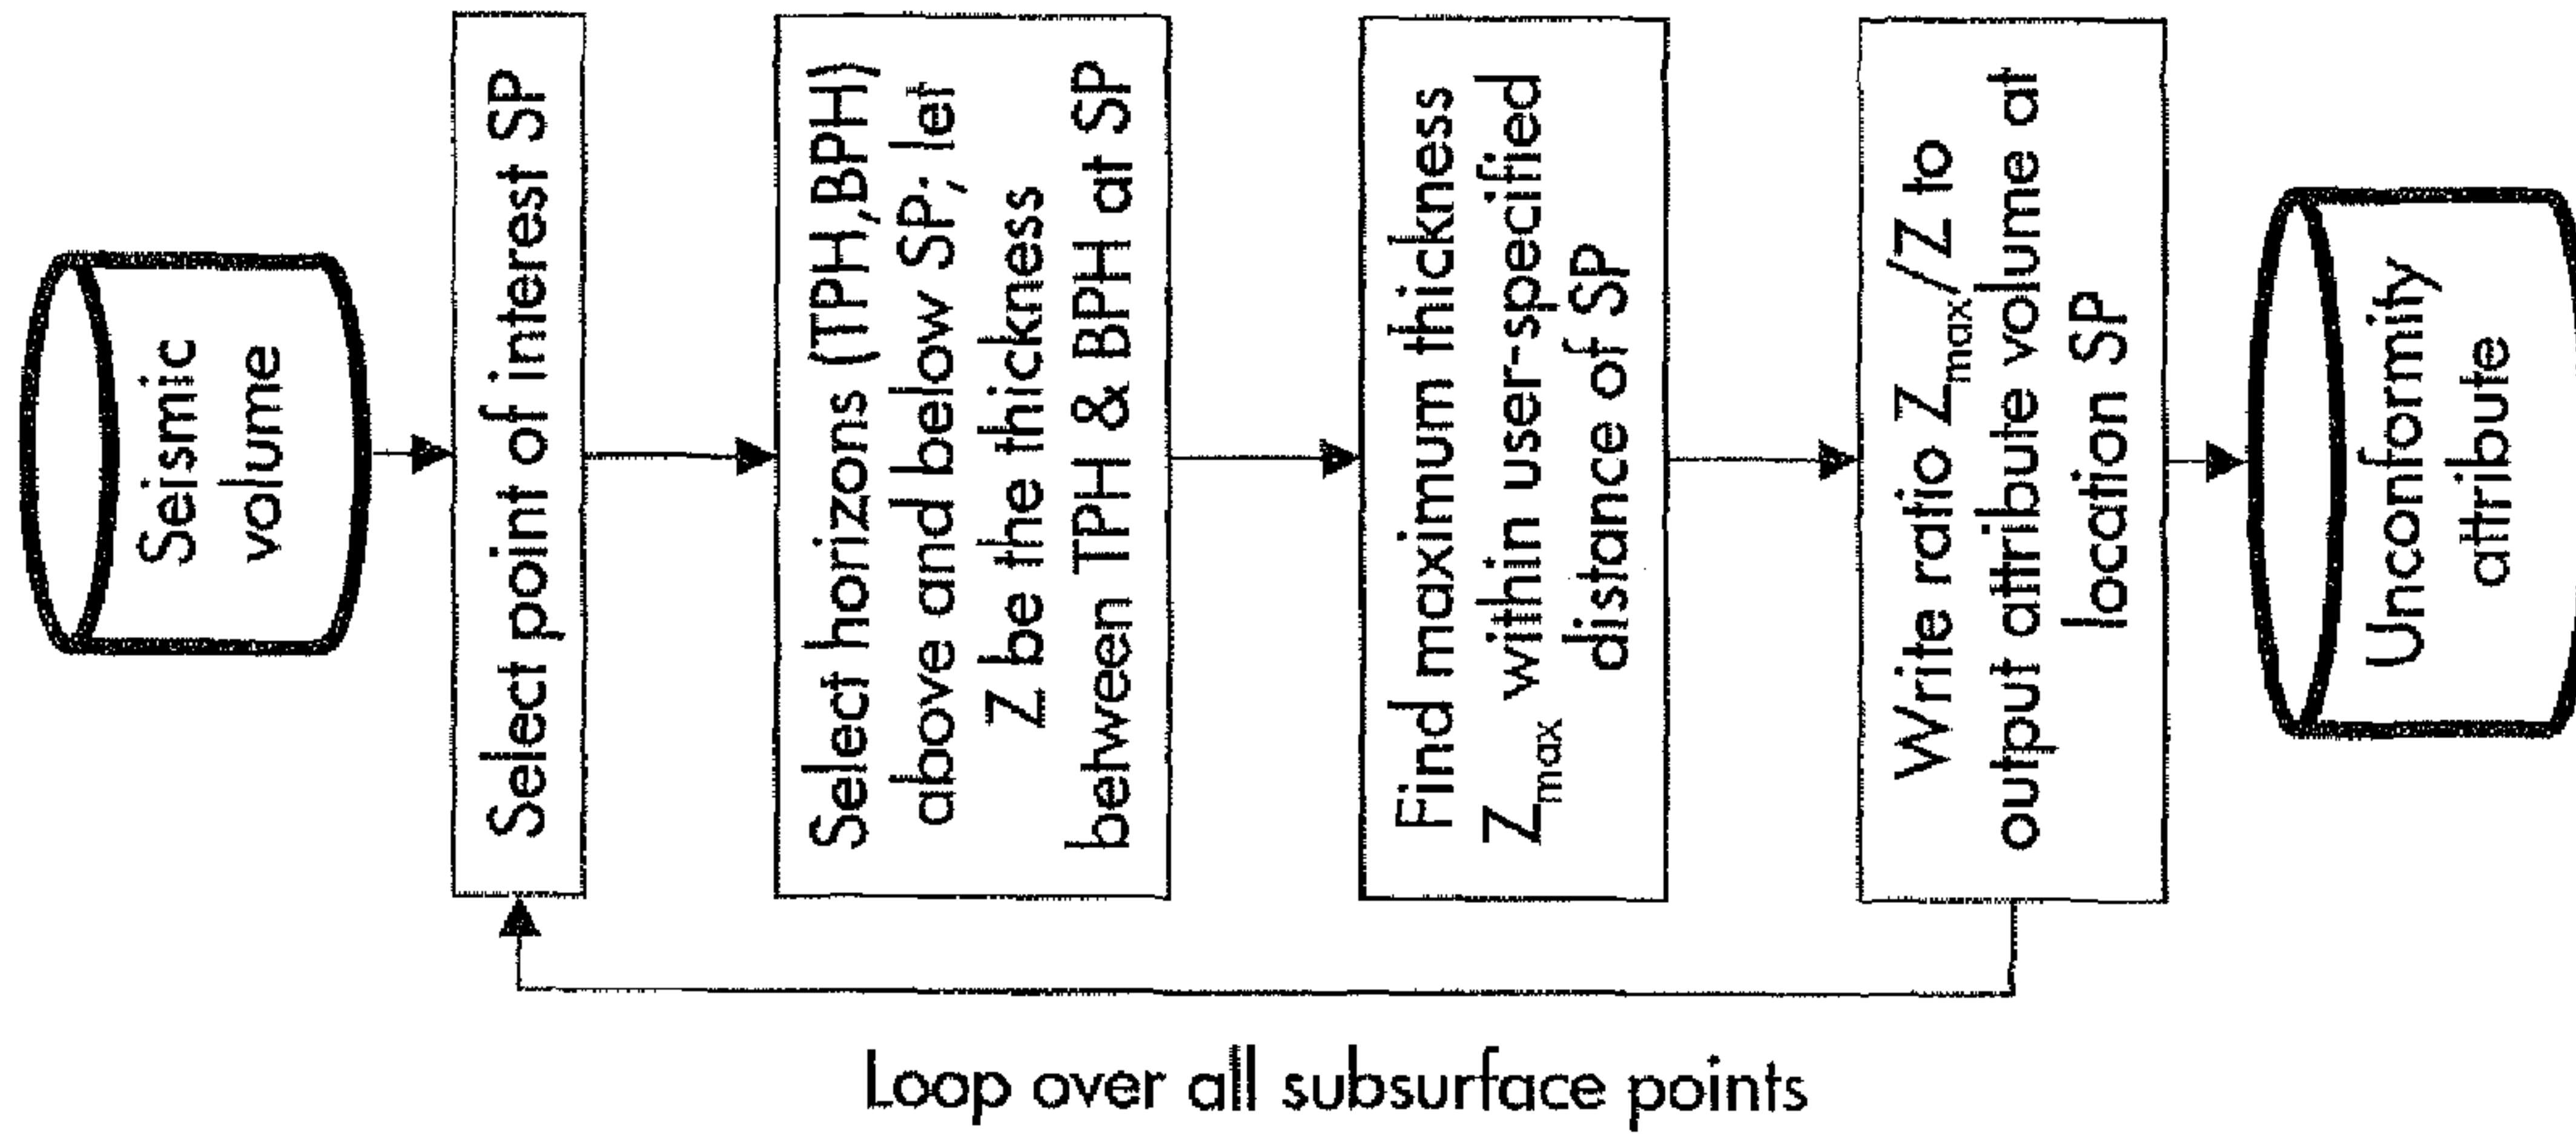 Seismic
volume
Select point of interest SP
Select horizons (TPH,BPH)
above and below SP; let
Z be the thickness
between TPH & BPH at SP
Find maximum thickness
Zmax within user-specified
distance of SP
Write ratio Zmax/Z to
output attribute volume at
location SP
Unconformity
attribute
Loop over all subsurface points